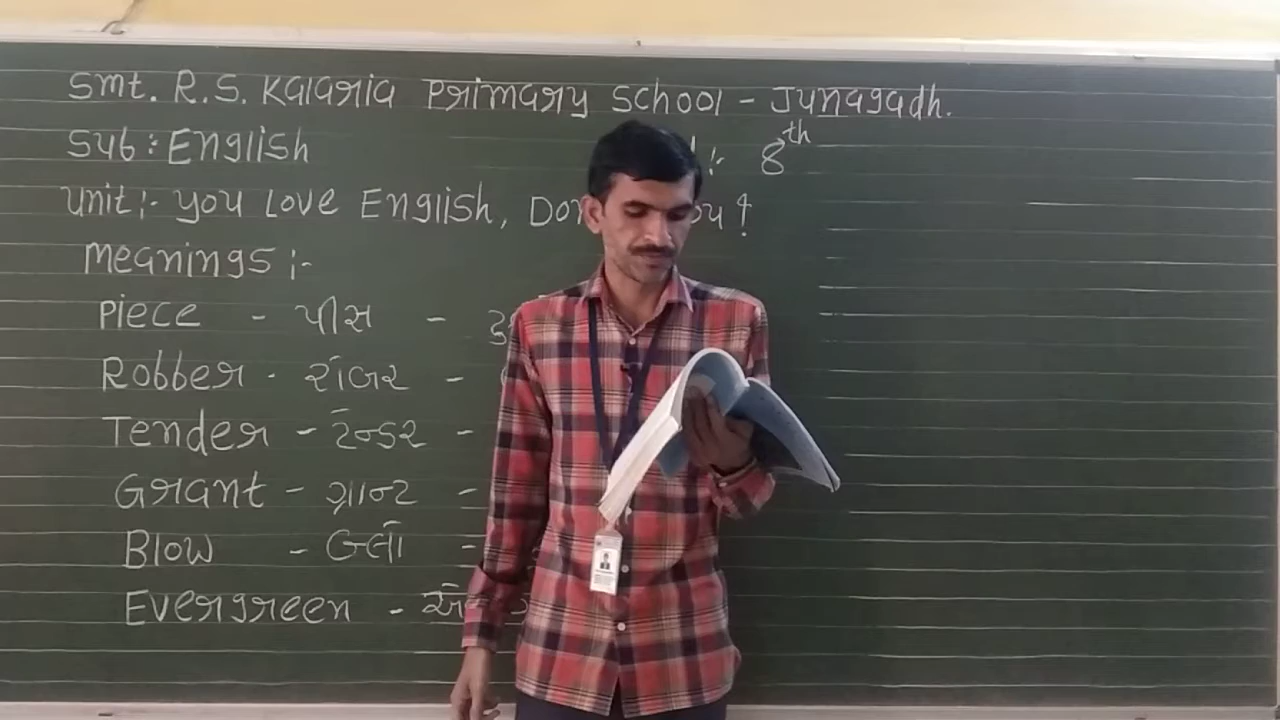 Smt. R.S. Kalaria Primary School - Junagadh.
Sub : English :- 8th
Unit :- You Love English,
Meanings :-
Piece - પીસ -
Robber - રોબર -
Tender - ટેન્ડર -
Grant - ગ્રાન્ટ -
Blow - બ્લો -
Evergreen -